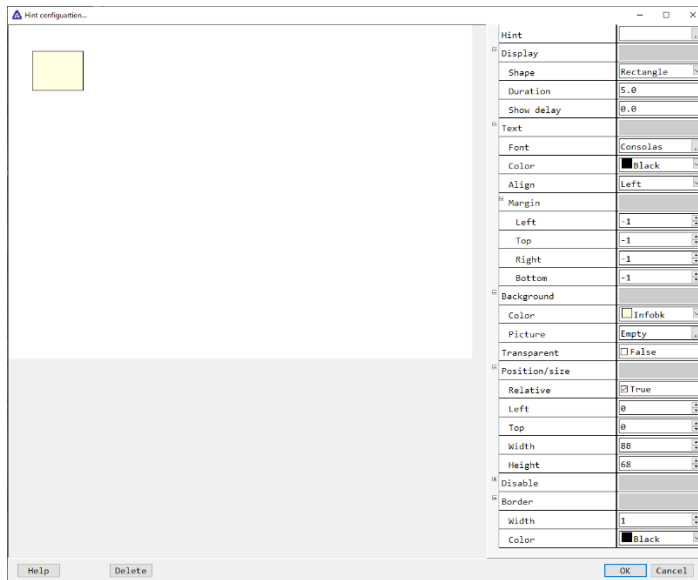 Hint configuartion...
Hint
Display
Shape Rectangle
Duration 5.0
Show delay 0.0
Text
Font Consolas
Color Black
Align Left
Margin
Left -1
Top -1
Right -1
Bottom -1
Background
Color Infobk
Picture Empty
Transparent False
Position/size
Relative True
Left 0
Top 0
Width 88
Height 68
Disable
Border
Width 1
Color Black
Help Delete OK Cancel